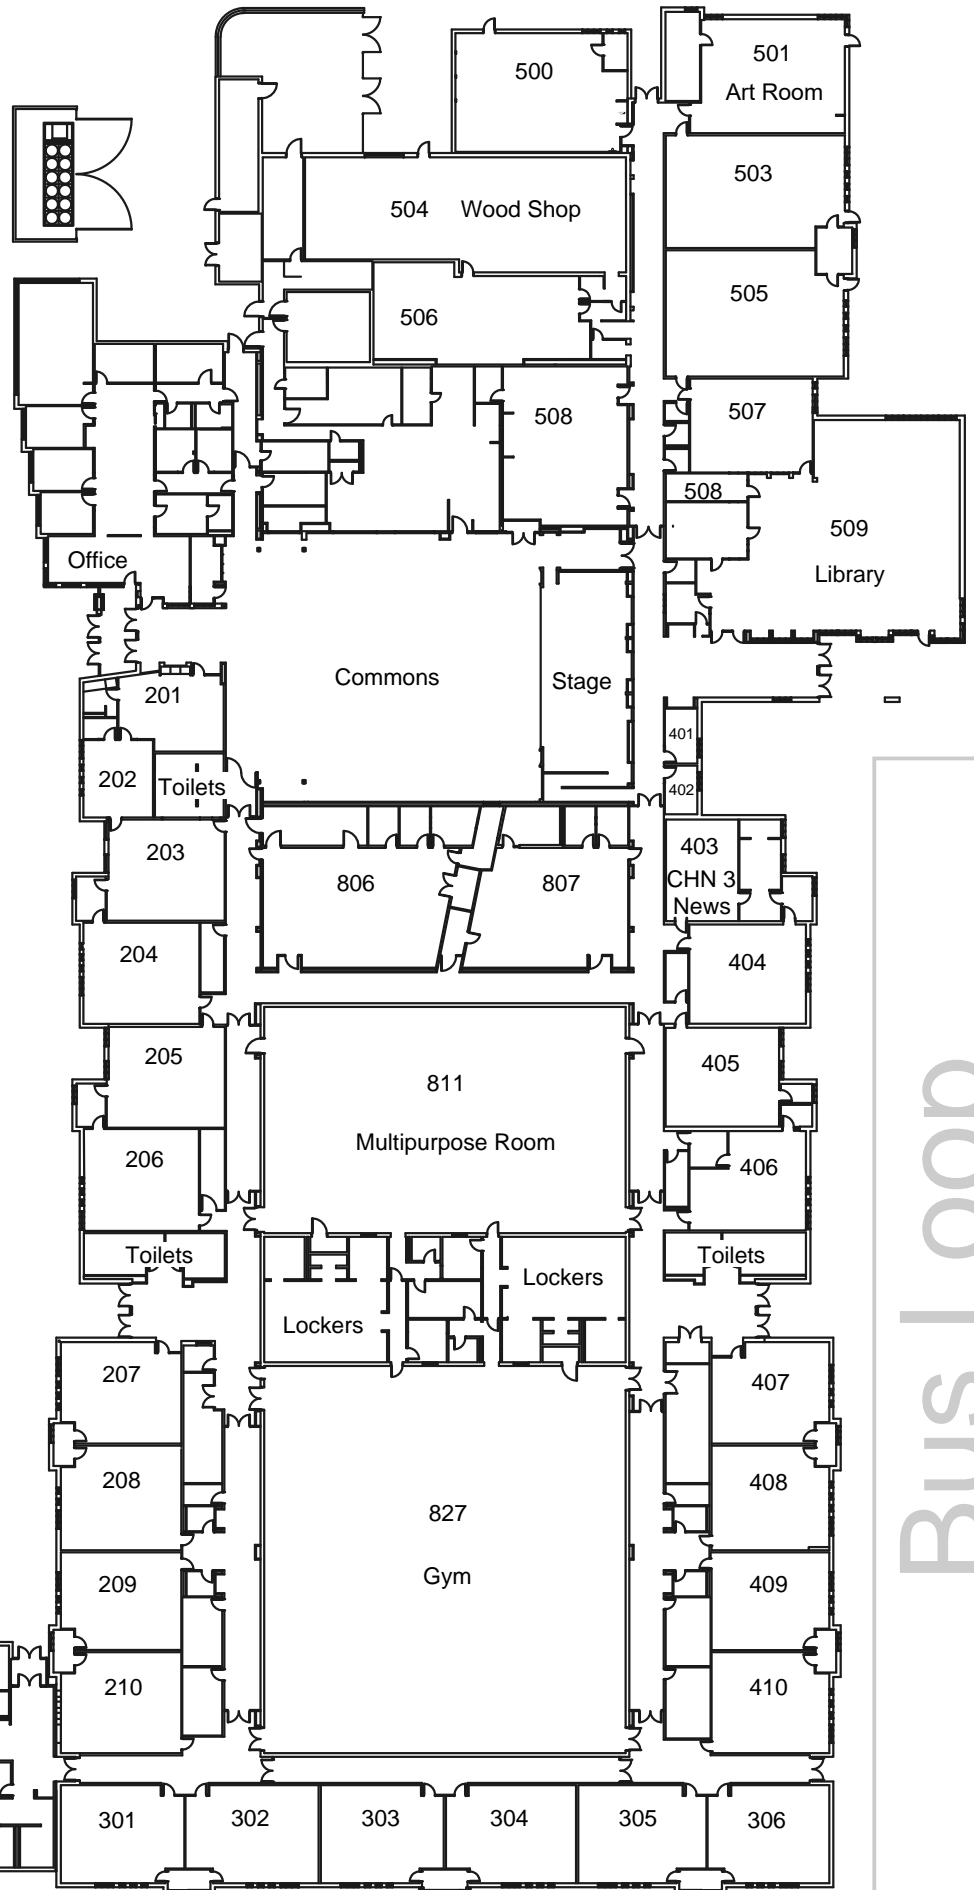 500
501
Art Room
503
504 Wood Shop
505
506
507
508
508
509
Library
Office
Commons
Stage
201
401
202
Toilets
402
203
403
CHN 3
News
806
807
204
404
205
405
811
Multipurpose Room
206
406
Toilets
Toilets
Lockers
Lockers
207
407
208
408
827
Gym
209
409
210
410
301
302
303
304
305
306
Bus Loop